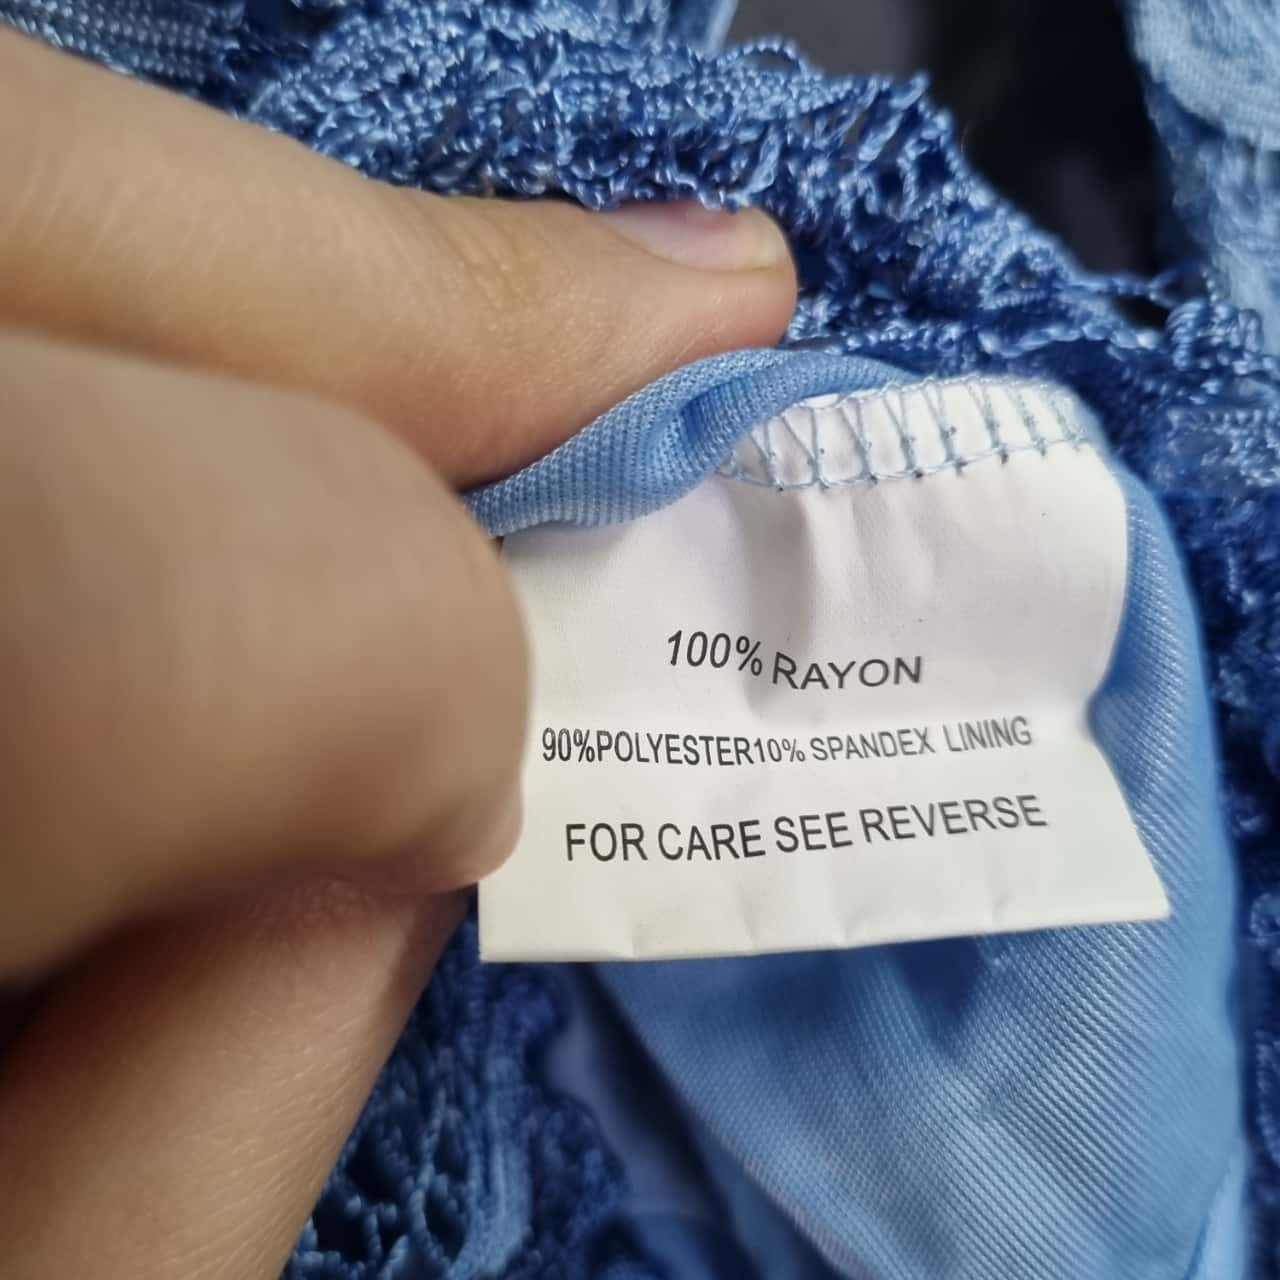 100% RAYON
90%POLYESTER10% SPANDEX LINING
FOR CARE SEE REVERSE